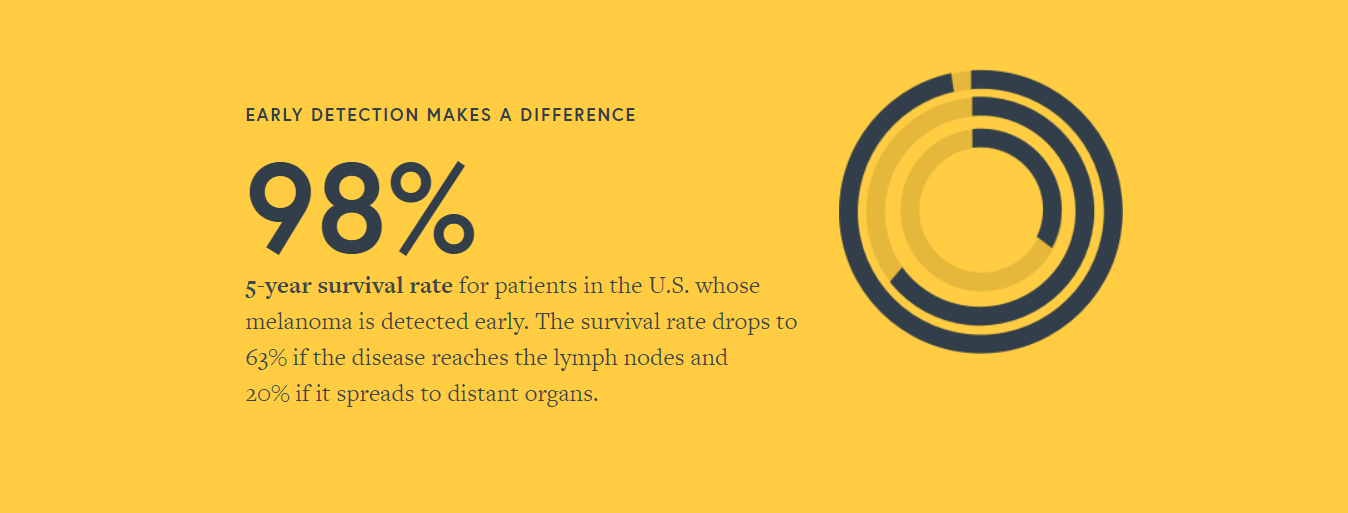 EARLY DETECTION MAKES A DIFFERENCE
98%
5-year survival rate for patients in the U.S. whose
melanoma is detected early. The survival rate drops to
63% if the disease reaches the lymph nodes and
20% if it spreads to distant organs.